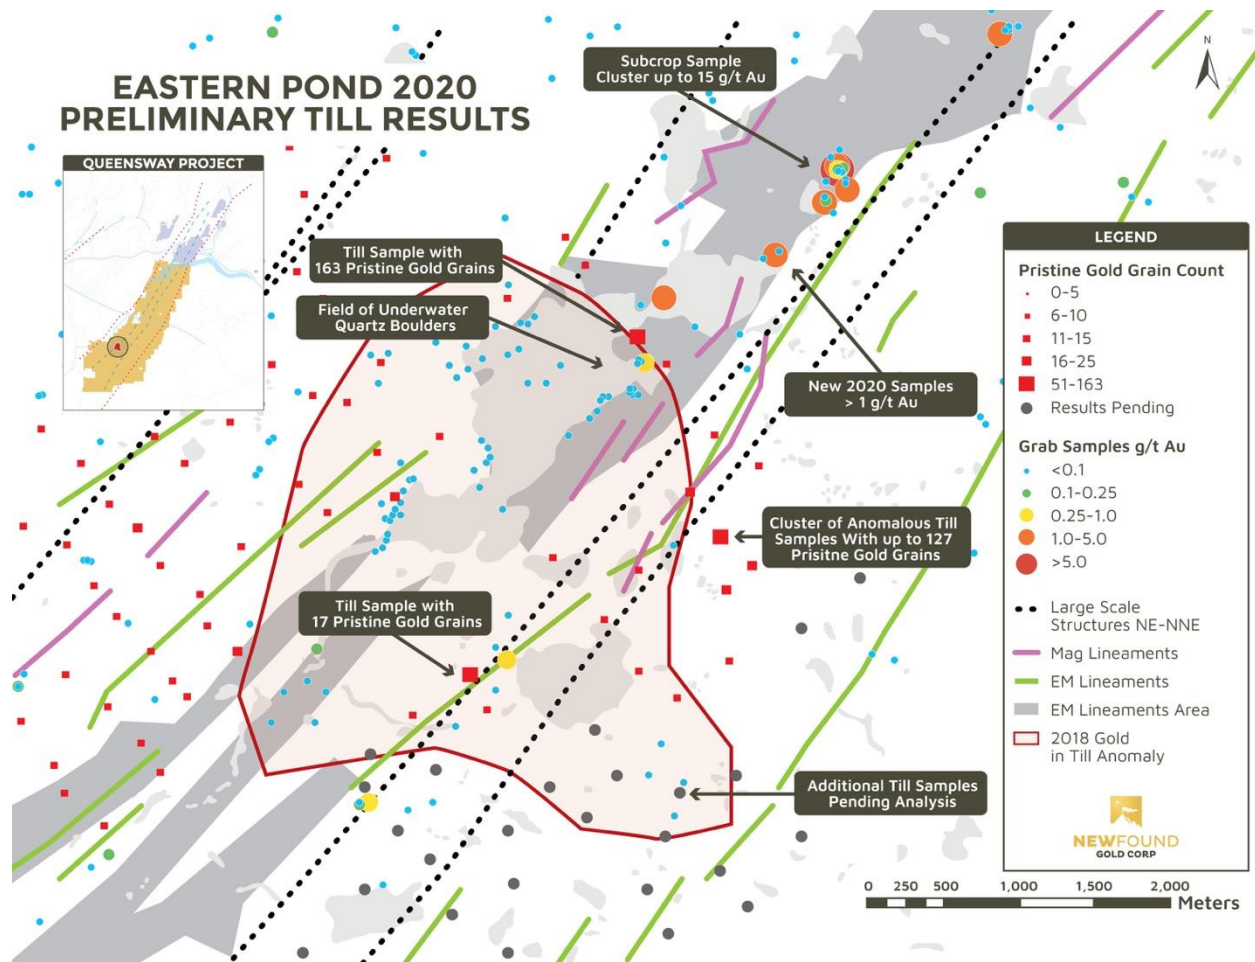 EASTERN POND 2020
PRELIMINARY TILL RESULTS
QUEENSWAY PROJECT
Subcrop Sample
Cluster up to 15 g/t Au
N
Till Sample with
163 Pristine Gold Grains
Field of Underwater
Quartz Boulders
New 2020 Samples
> 1 g/t Au
Cluster of Anomalous Till
Samples With up to 127
Prisitne Gold Grains
Till Sample with
17 Pristine Gold Grains
Additional Till Samples
Pending Analysis
LEGEND
Pristine Gold Grain Count
0-5
6-10
11-15
16-25
51-163
Results Pending
Grab Samples g/t Au
<0.1
0.1-0.25
0.25-1.0
1.0-5.0
>5.0
Large Scale
Structures NE-NNE
Mag Lineaments
EM Lineaments
EM Lineaments Area
2018 Gold
in Till Anomaly
NEWFOUND
GOLD CORP
0 250 500 1,000 1,500 2,000
Meters